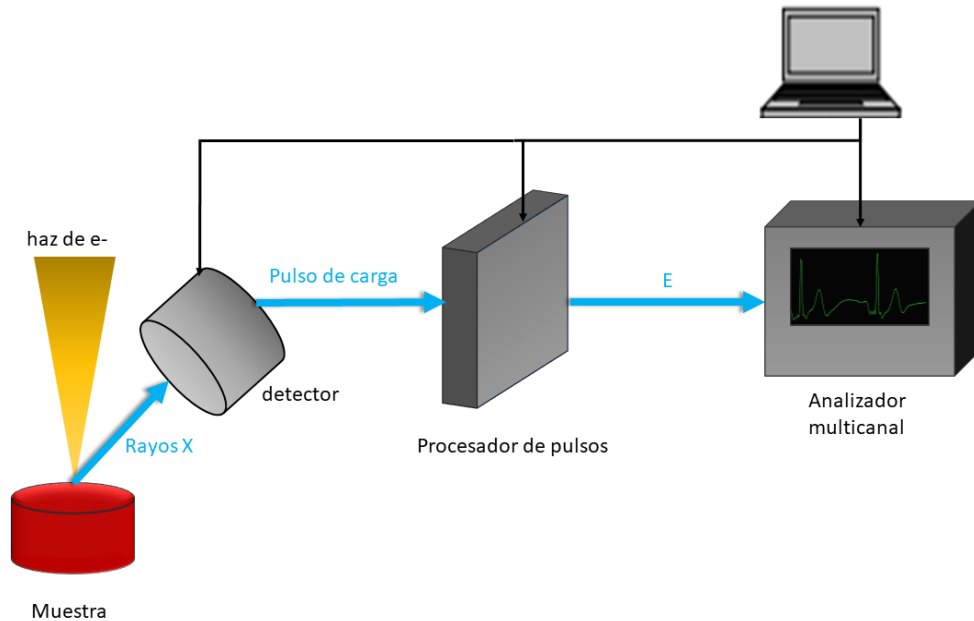 haz de e-
Pulso de carga
E
detector
Rayos X
Procesador de pulsos
Analizador
multicanal
Muestra